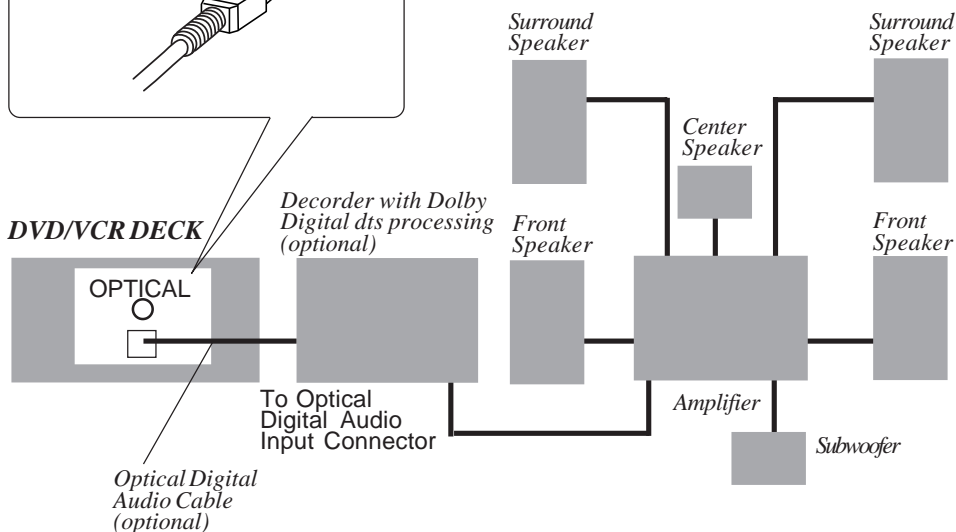 Surround
Speaker
Surround
Speaker
Center
Speaker
DVD/VCR DECK
Decorder with Dolby
Digital dts processing
(optional)
Front
Speaker
Front
Speaker
OPTICAL
To Optical
Digital Audio
Input Connector
Amplifier
Subwoofer
Optical Digital
Audio Cable
(optional)